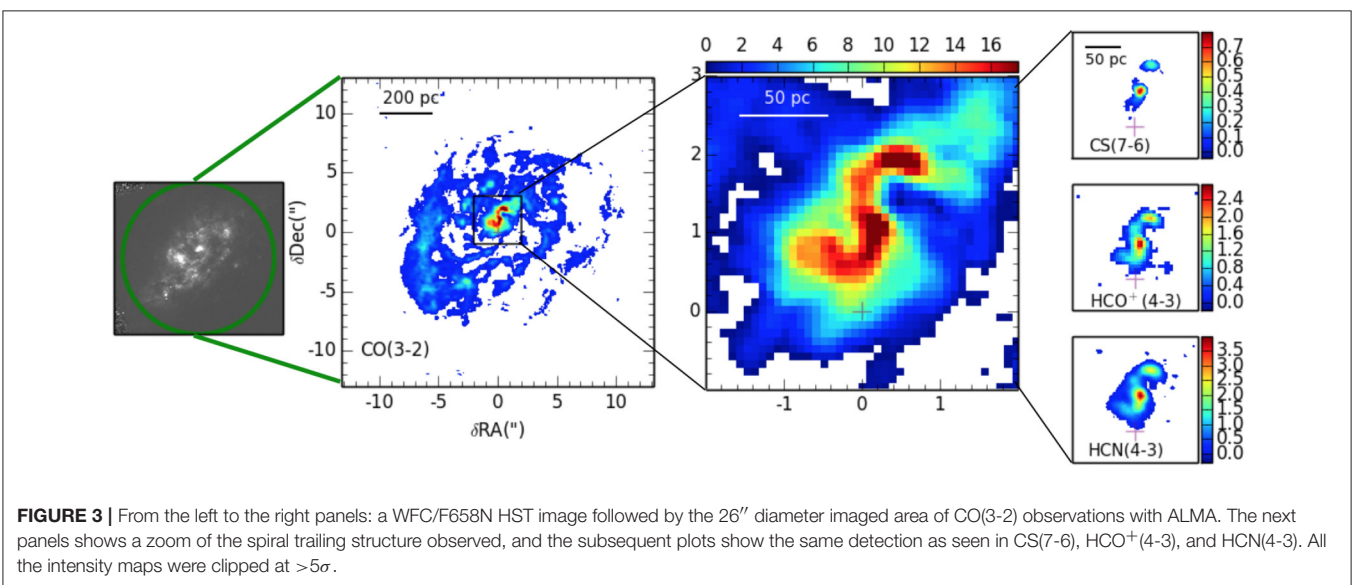 0 2 4 6 8 10 12 14 16
200 pc
10
5
0
-5
-10
δDec(")
CO(3-2)
-10 -5 0 5 10
δRA(")
50 pc
3
2
1
0
-1 0 1
50 pc
CS(7-6)
0.7
0.6
0.5
0.4
0.3
0.2
0.1
0.0
HCO⁺(4-3)
2.4
2.0
1.6
1.2
0.8
0.4
0.0
HCN(4-3)
3.5
3.0
2.5
2.0
1.5
1.0
0.5
0.0
FIGURE 3 | From the left to the right panels: a WFC/F658N HST image followed by the 26″ diameter imaged area of CO(3-2) observations with ALMA. The next
panels shows a zoom of the spiral trailing structure observed, and the subsequent plots show the same detection as seen in CS(7-6), HCO⁺(4-3), and HCN(4-3). All
the intensity maps were clipped at >5σ.